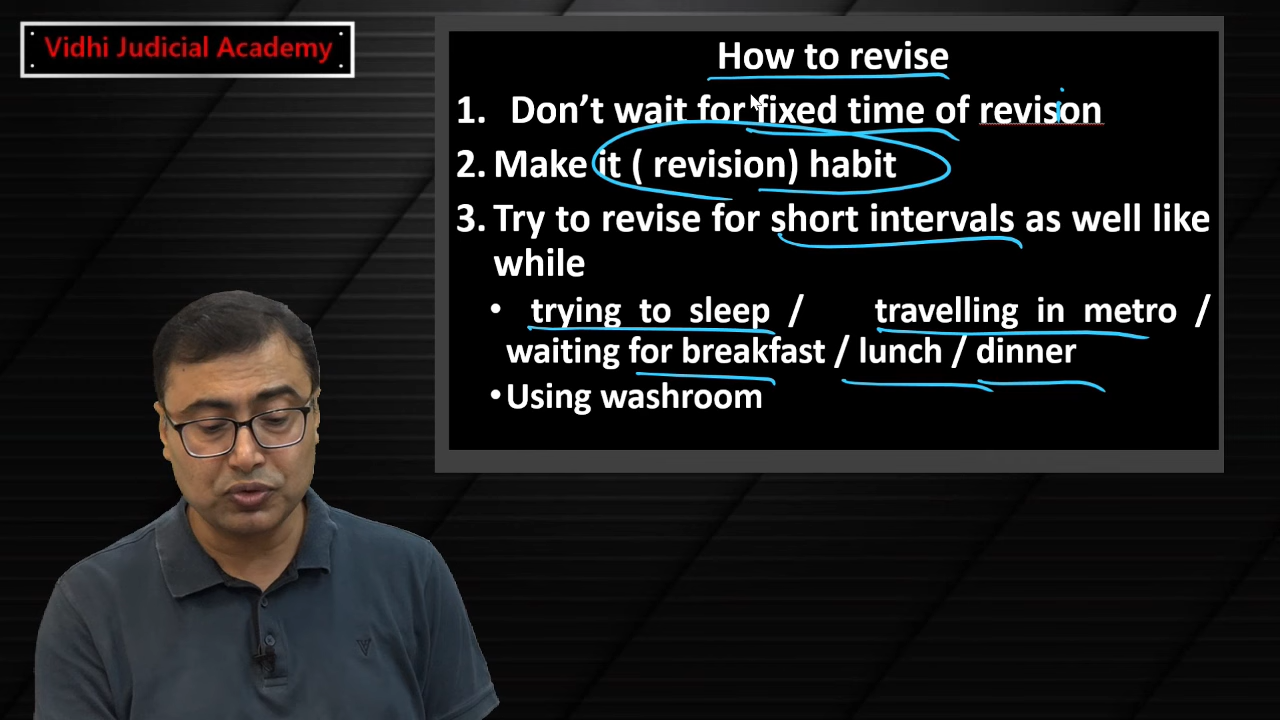 Vidhi Judicial Academy
How to revise
1. Don’t wait for fixed time of revison
2. Make it ( revision) habit
3. Try to revise for short intervals as well like
while
• trying to sleep / travelling in metro /
waiting for breakfast / lunch / dinner
• Using washroom